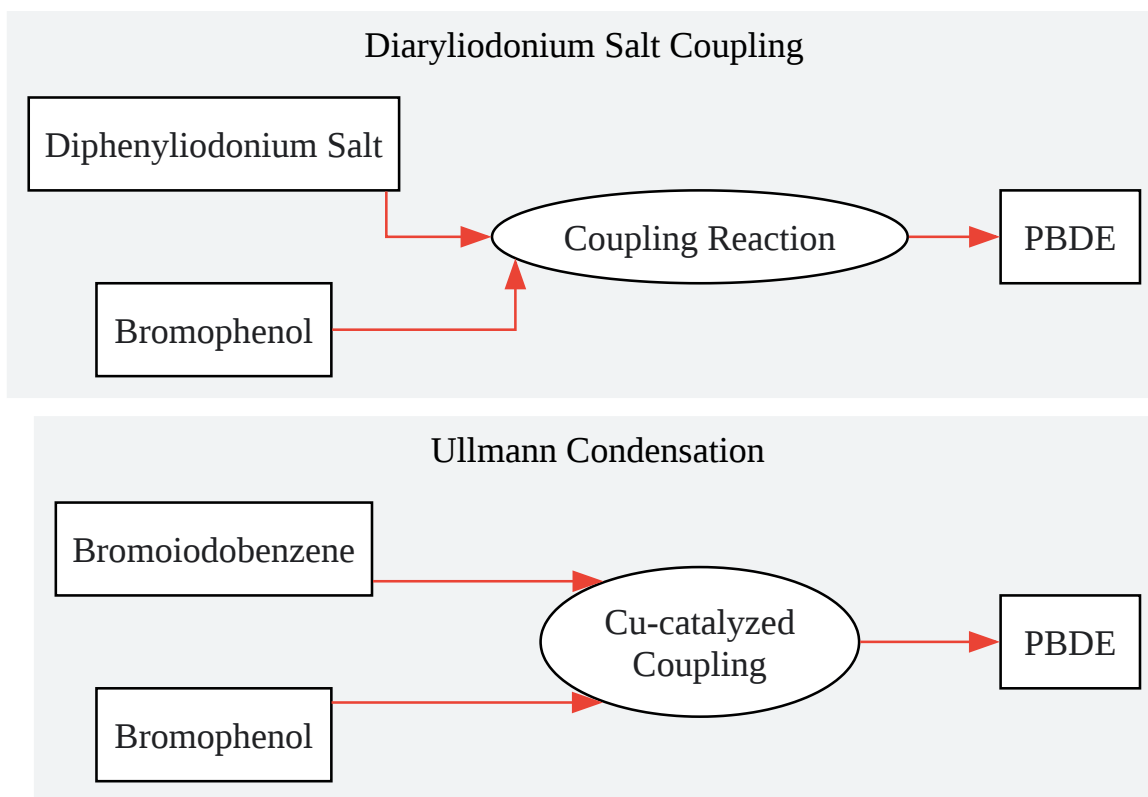 Diaryliodonium Salt Coupling
Diphenyliodonium Salt
Coupling Reaction
PBDE
Bromophenol
Ullmann Condensation
Bromoiodobenzene
Cu-catalyzed
Coupling
PBDE
Bromophenol